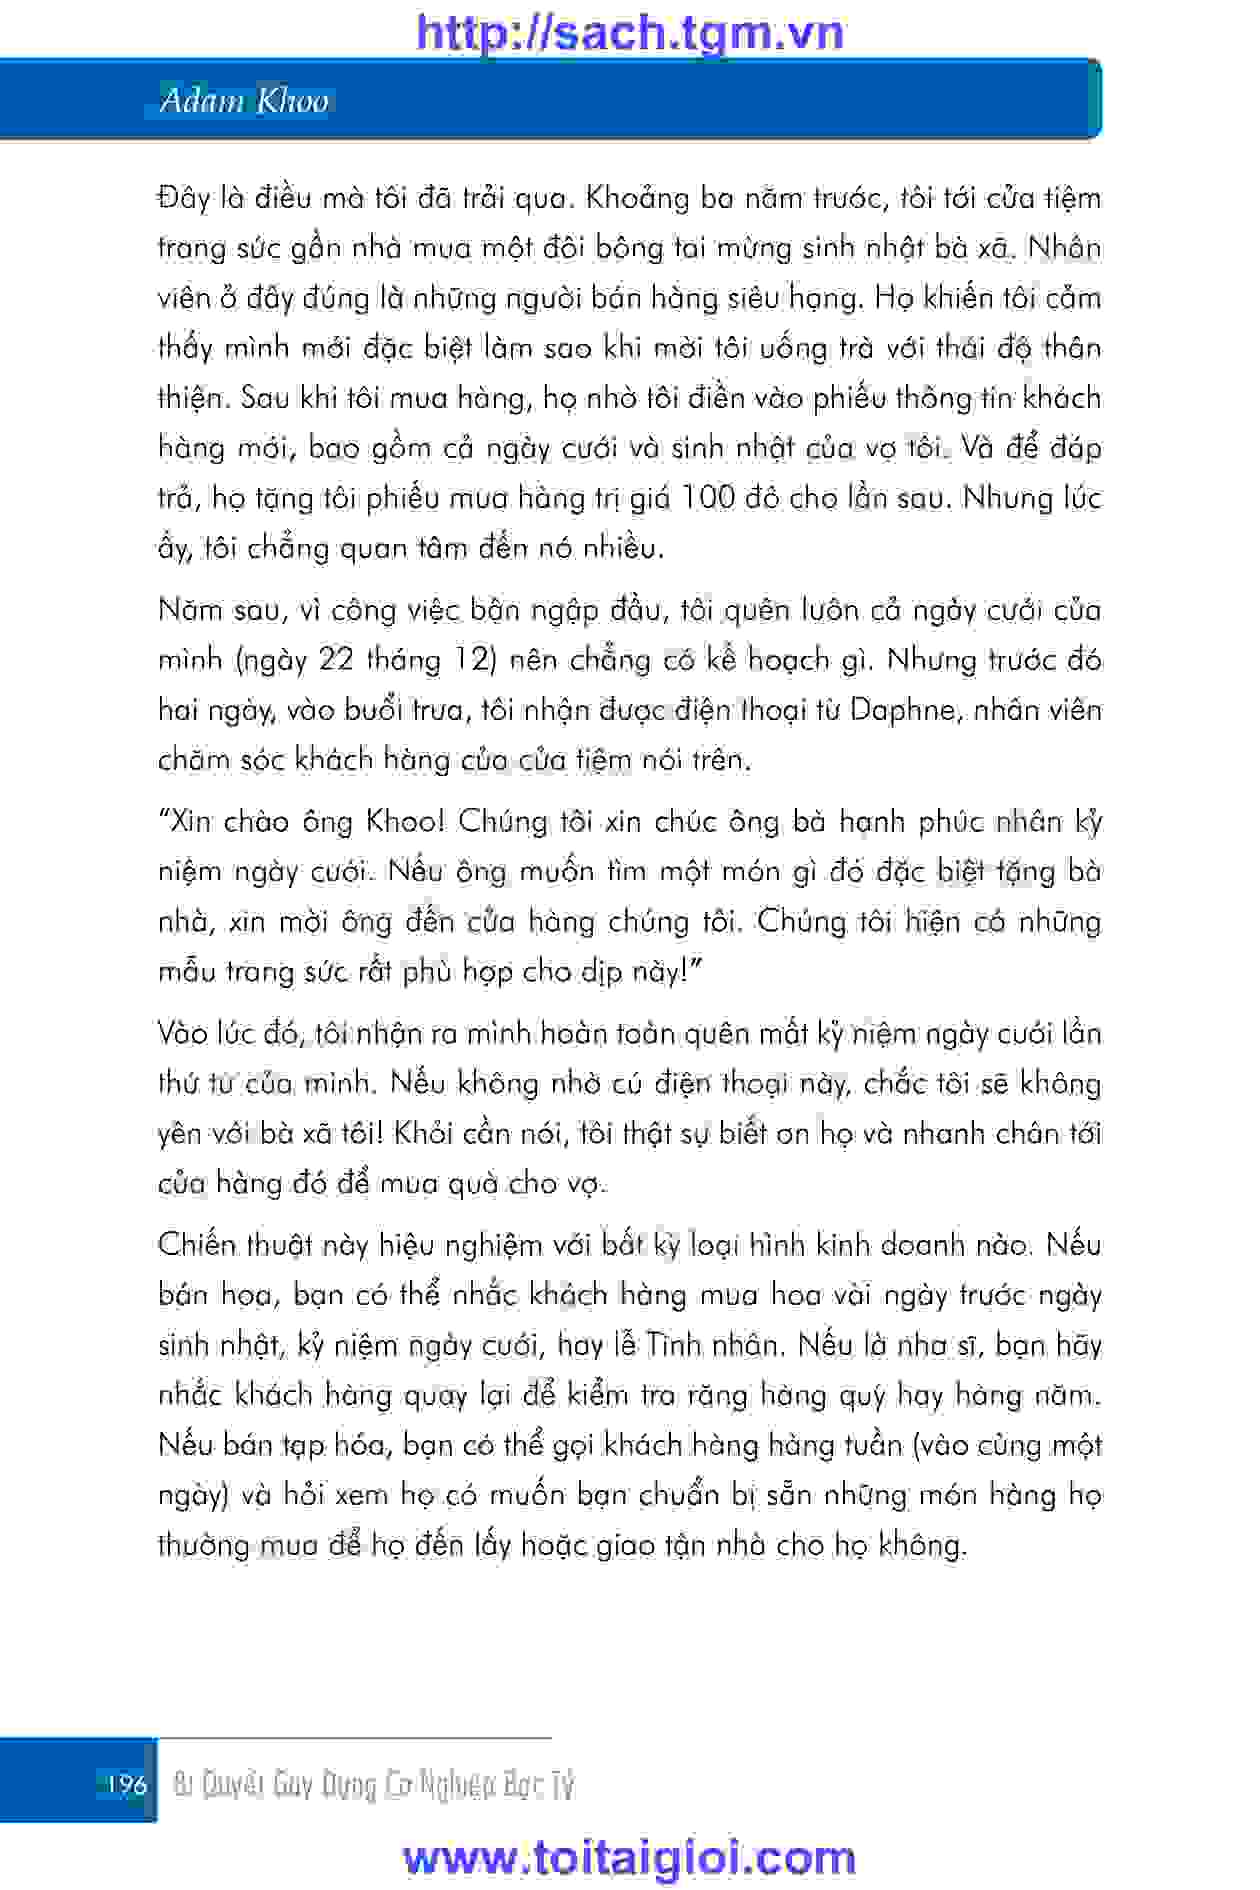 http://sach.tgm.vn
Adam Khoo
Đây là điều mà tôi đã trải qua. Khoảng ba năm trước, tôi tới cửa tiệm
trang sức gần nhà mua một đôi bông tai mừng sinh nhật bà xã. Nhân
viên ở đây đúng là những người bán hàng siêu hạng. Họ khiến tôi cảm
thấy mình mới đặc biệt làm sao khi mời tôi uống trà với thái độ thân
thiện. Sau khi tôi mua hàng, họ nhờ tôi điền vào phiếu thông tin khách
hàng mới, bao gồm cả ngày cưới và sinh nhật của vợ tôi. Và để đáp
trả, họ tặng tôi phiếu mua hàng trị giá 100 đô cho lần sau. Nhưng lúc
ấy, tôi chẳng quan tâm đến nó nhiều.
Năm sau, vì công việc bận ngập đầu, tôi quên luôn cả ngày cưới của
mình (ngày 22 tháng 12) nên chẳng có kế hoạch gì. Nhưng trước đó
hai ngày, vào buổi trưa, tôi nhận được điện thoại từ Daphne, nhân viên
chăm sóc khách hàng của cửa tiệm nói trên.
“Xin chào ông Khoo! Chúng tôi xin chúc ông bà hạnh phúc nhân kỷ
niệm ngày cưới. Nếu ông muốn tìm một món gì đó đặc biệt tặng bà
nhà, xin mời ông đến cửa hàng chúng tôi. Chúng tôi hiện có những
mẫu trang sức rất phù hợp cho dịp này!”
Vào lúc đó, tôi nhận ra mình hoàn toàn quên mất kỷ niệm ngày cưới lần
thứ tư của mình. Nếu không nhờ cú điện thoại này, chắc tôi sẽ không
yên với bà xã tôi! Khỏi cần nói, tôi thật sự biết ơn họ và nhanh chân tới
cửa hàng đó để mua quà cho vợ.
Chiến thuật này hiệu nghiệm với bất kỳ loại hình kinh doanh nào. Nếu
bán hoa, bạn có thể nhắc khách hàng mua hoa vài ngày trước ngày
sinh nhật, kỷ niệm ngày cưới, hay lễ Tình nhân. Nếu là nha sĩ, bạn hãy
nhắc khách hàng quay lại để kiểm tra răng hàng quý hay hàng năm.
Nếu bán tạp hóa, bạn có thể gọi khách hàng hàng tuần (vào cùng một
ngày) và hỏi xem họ có muốn bạn chuẩn bị sẵn những món hàng họ
thường mua để họ đến lấy hoặc giao tận nhà cho họ không.
196 Bí Quyết Gây Dựng Cơ Nghiệp Bạc Tỷ
www.toitaigioi.com